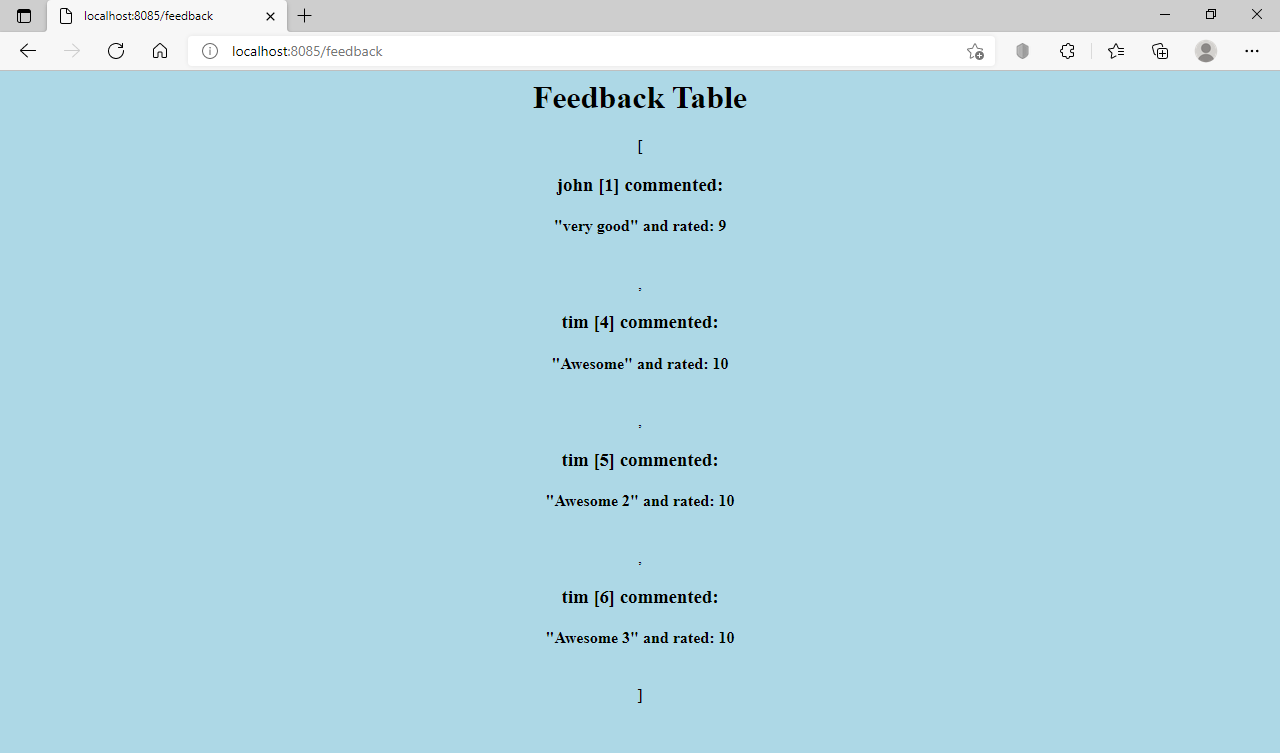 localhost:8085/feedback
localhost:8085/feedback
Feedback Table
[
john [1] commented:
"very good" and rated: 9
,
tim [4] commented:
"Awesome" and rated: 10
,
tim [5] commented:
"Awesome 2" and rated: 10
,
tim [6] commented:
"Awesome 3" and rated: 10
]